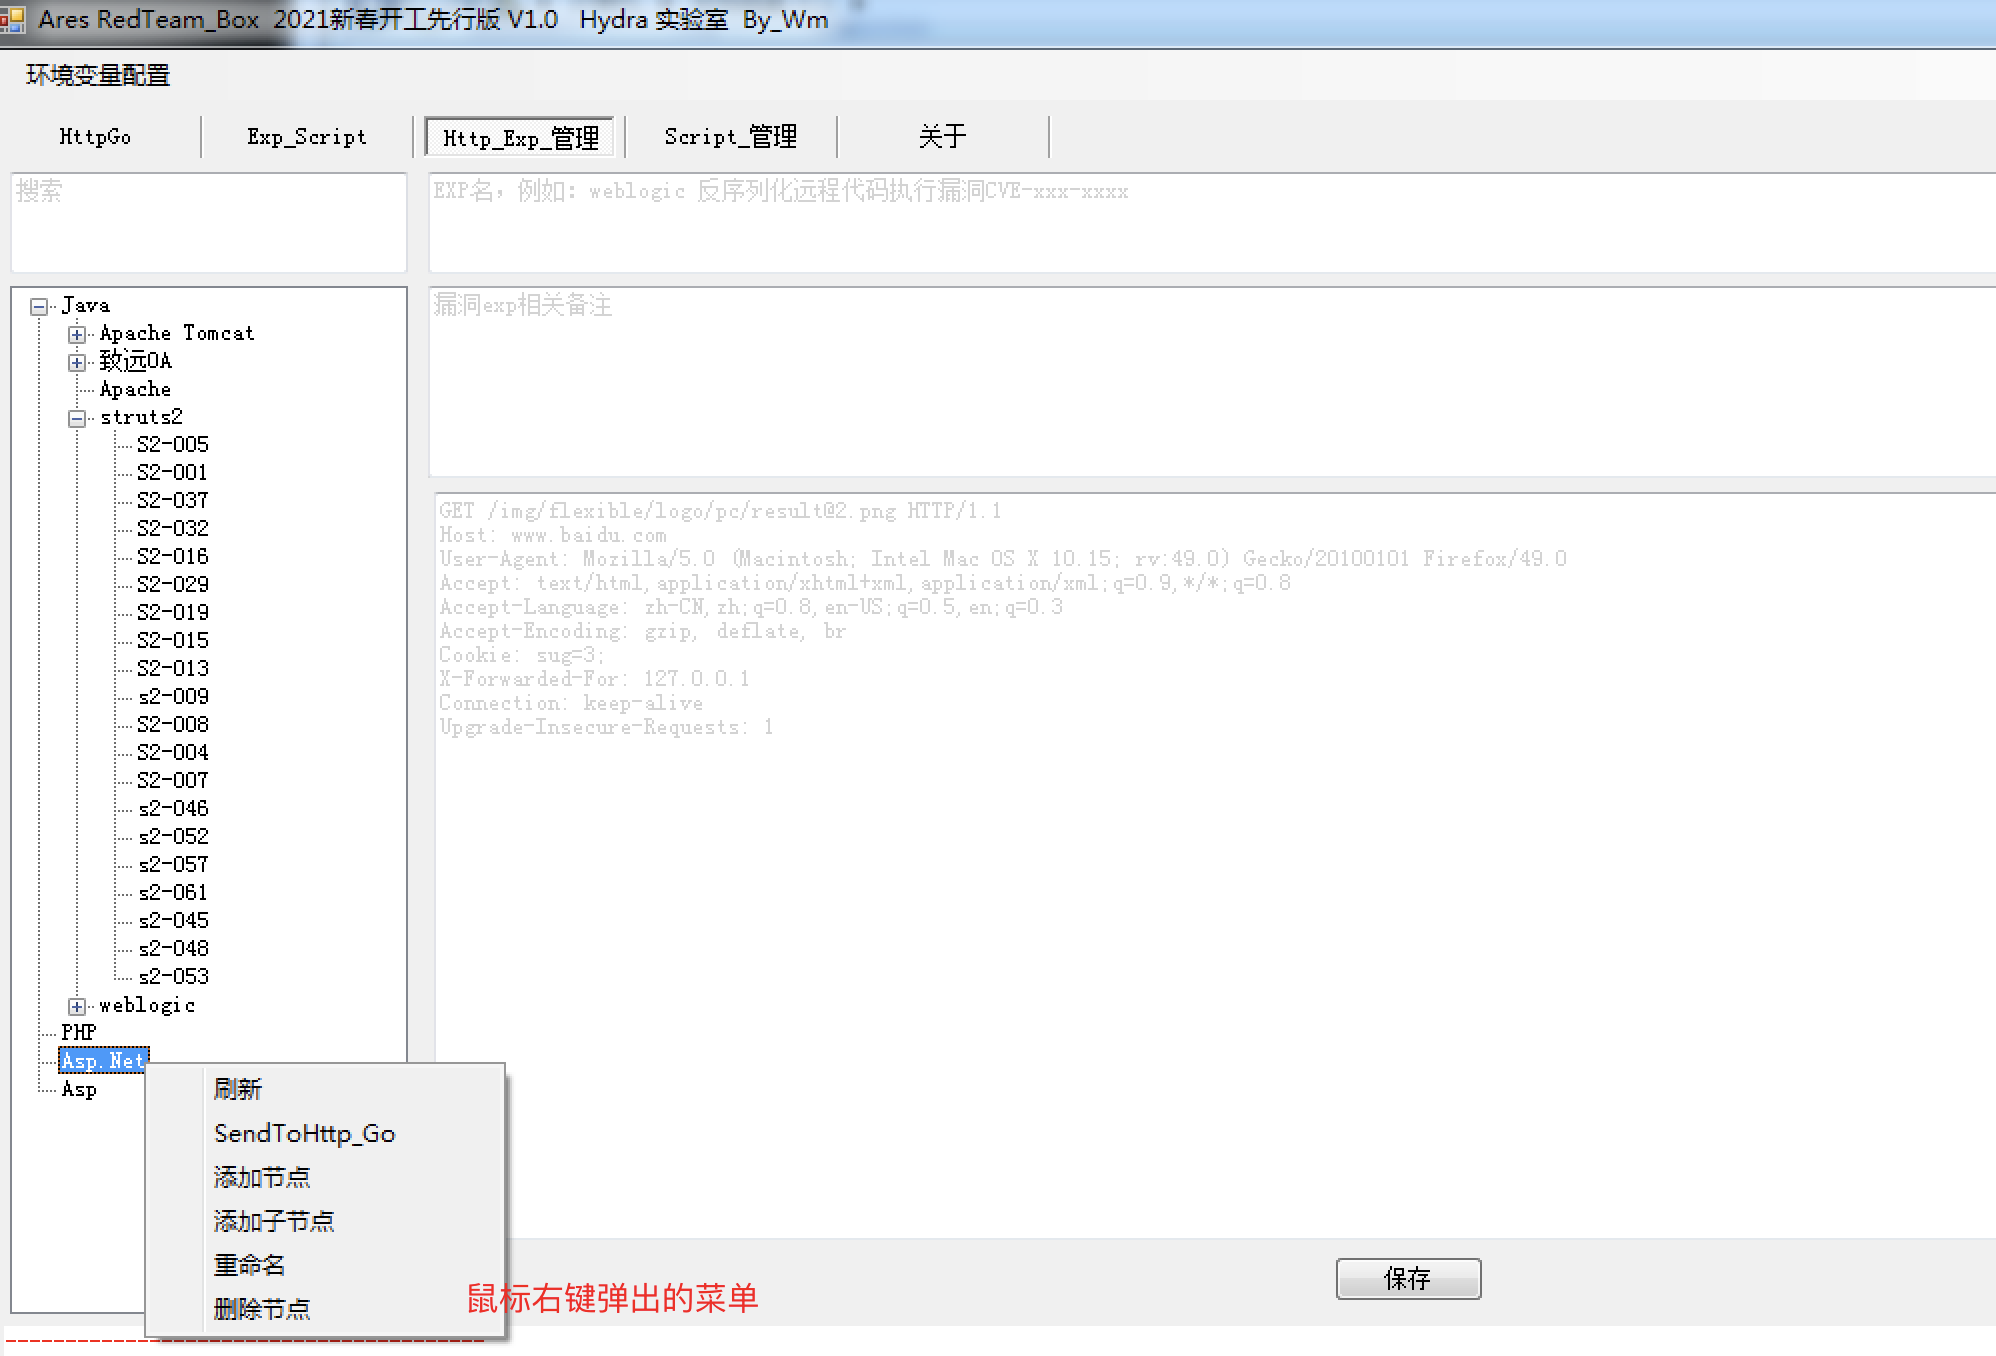 Ares RedTeam_Box  2021新春开工先行版 V1.0   Hydra 实验室  By_Wm
环境变量配置
HttpGo
Exp_Script
Http_Exp_管理
Script_管理
关于
搜索
EXP名，例如：weblogic 反序列化远程代码执行漏洞CVE-xxx-xxxx
Java
Apache Tomcat
致远OA
Apache
struts2
S2-005
S2-001
S2-037
S2-032
S2-016
S2-029
S2-019
S2-015
S2-013
s2-009
S2-008
S2-004
S2-007
s2-046
s2-052
s2-057
s2-061
s2-045
s2-048
s2-053
weblogic
PHP
Asp.Net
Asp
漏洞exp相关备注
GET /img/flexible/logo/pc/result@2.png HTTP/1.1
Host: www.baidu.com
User-Agent: Mozilla/5.0 (Macintosh; Intel Mac OS X 10.15; rv:49.0) Gecko/20100101 Firefox/49.0
Accept: text/html,application/xhtml+xml,application/xml;q=0.9,*/*;q=0.8
Accept-Language: zh-CN,zh;q=0.8,en-US;q=0.5,en;q=0.3
Accept-Encoding: gzip, deflate, br
Cookie: sug=3;
X-Forwarded-For: 127.0.0.1
Connection: keep-alive
Upgrade-Insecure-Requests: 1
刷新
SendToHttp_Go
添加节点
添加子节点
重命名
删除节点
鼠标右键弹出的菜单
保存